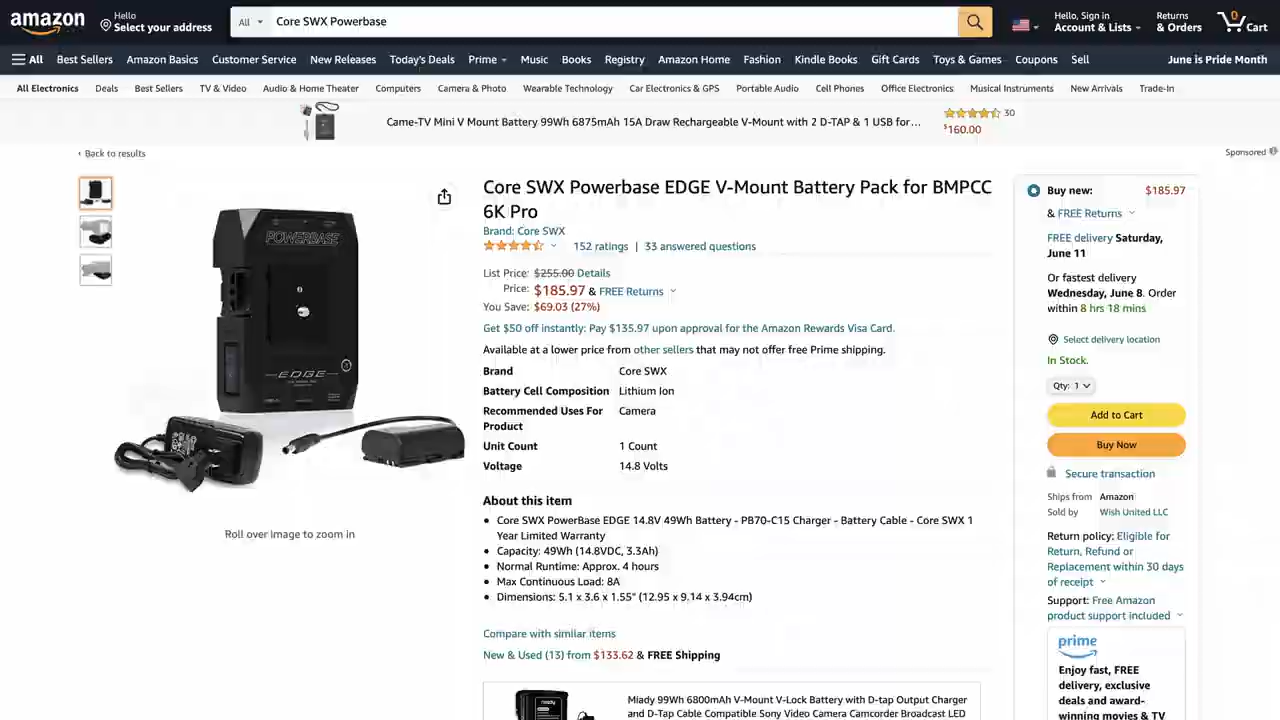 amazon
Hello
Select your address
All
Core SWX Powerbase
Hello, Sign in
Account & Lists
Returns
& Orders
0
Cart
All
Best Sellers
Amazon Basics
Customer Service
New Releases
Today's Deals
Prime
Music
Books
Registry
Amazon Home
Fashion
Kindle Books
Gift Cards
Toys & Games
Coupons
Sell
June is Pride Month
All Electronics
Deals
Best Sellers
TV & Video
Audio & Home Theater
Computers
Camera & Photo
Wearable Technology
Car Electronics & GPS
Portable Audio
Cell Phones
Office Electronics
Musical Instruments
New Arrivals
Trade-In
Came-TV Mini V Mount Battery 99Wh 6875mAh 15A Draw Rechargeable V-Mount with 2 D-TAP & 1 USB for…
30
$160.00
Sponsored
‹ Back to results
POWERBASE
EDGE
Roll over image to zoom in
Core SWX Powerbase EDGE V-Mount Battery Pack for BMPCC
6K Pro
Brand: Core SWX
152 ratings | 33 answered questions
List Price: $255.00 Details
Price: $185.97 & FREE Returns
You Save: $69.03 (27%)
Get $50 off instantly: Pay $135.97 upon approval for the Amazon Rewards Visa Card.
Available at a lower price from other sellers that may not offer free Prime shipping.
Brand Core SWX
Battery Cell Composition Lithium Ion
Recommended Uses For Camera
Product
Unit Count 1 Count
Voltage 14.8 Volts
About this item
• Core SWX PowerBase EDGE 14.8V 49Wh Battery - PB70-C15 Charger - Battery Cable - Core SWX 1
Year Limited Warranty
• Capacity: 49Wh (14.8VDC, 3.3Ah)
• Normal Runtime: Approx. 4 hours
• Max Continuous Load: 8A
• Dimensions: 5.1 x 3.6 x 1.55" (12.95 x 9.14 x 3.94cm)
Compare with similar items
New & Used (13) from $133.62 & FREE Shipping
Miady 99Wh 6800mAh V-Mount V-Lock Battery with D-tap Output Charger
and D-Tap Cable Compatible Sony Video Camera Camcorder Broadcast LED
Buy new: $185.97
& FREE Returns
FREE delivery Saturday,
June 11
Or fastest delivery
Wednesday, June 8. Order
within 8 hrs 18 mins
Select delivery location
In Stock.
Qty: 1
Add to Cart
Buy Now
Secure transaction
Ships from Amazon
Sold by Wish United LLC
Return policy: Eligible for
Return, Refund or
Replacement within 30 days
of receipt
Support: Free Amazon
product support included
prime
Enjoy fast, FREE
delivery, exclusive
deals and award-
winning movies & TV